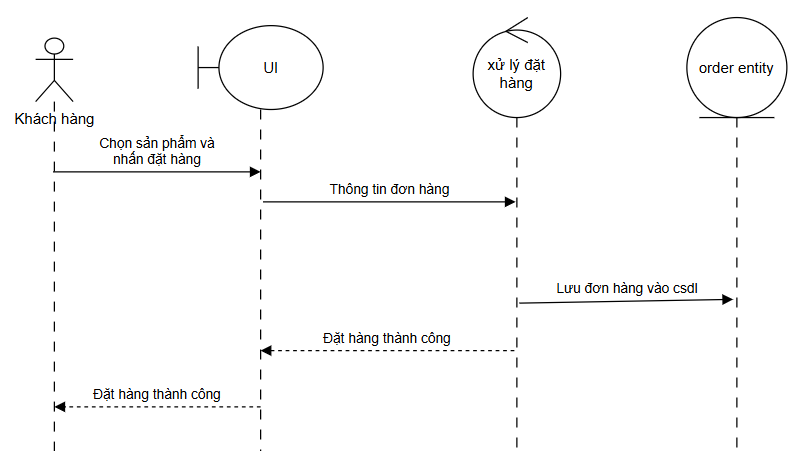 UI
xử lý đặt
hàng
order entity
Khách hàng
Chọn sản phẩm và
nhấn đặt hàng
Thông tin đơn hàng
Lưu đơn hàng vào csdl
Đặt hàng thành công
Đặt hàng thành công